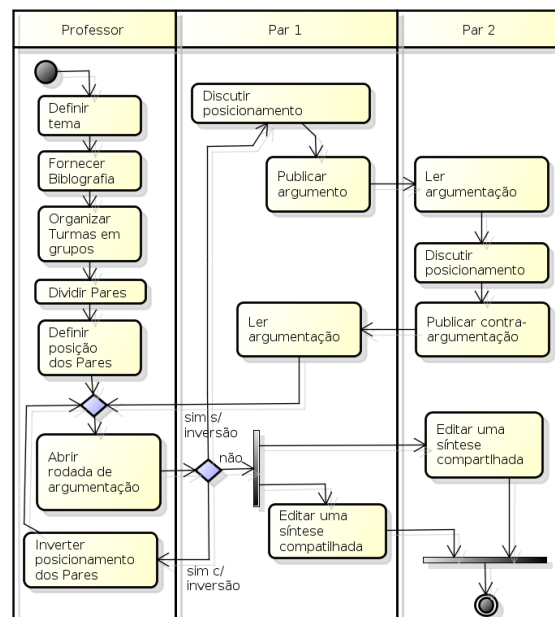 Professor
Par 1
Par 2
Definir
tema
Fornecer
Biblografia
Organizar
Turmas em
grupos
Dividir Pares
Definir
posição
dos Pares
Abrir
rodada de
argumentação
Inverter
posicionamento
dos Pares
Discutir
posicionamento
Publicar
argumento
Ler
argumentação
Discutir
posicionamento
Publicar contra-
argumentação
Ler
argumentação
sim s/
inversão
não
sim c/
inversão
Editar uma
síntese
compatilhada
Editar uma
síntese
compartlhada